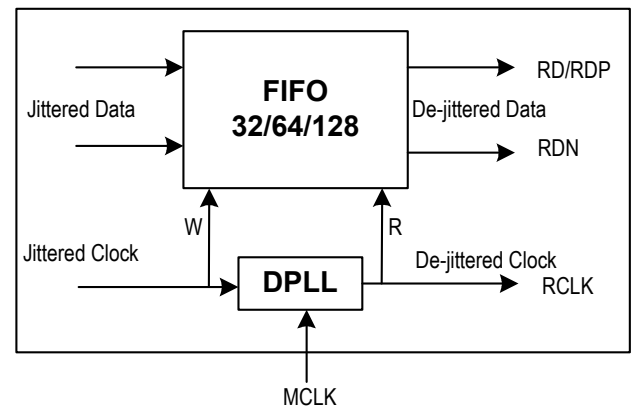 FIFO
32/64/128
Jittered Data
De-jittered Data
RD/RDP
RDN
W
R
Jittered Clock
DPLL
De-jittered Clock
RCLK
MCLK